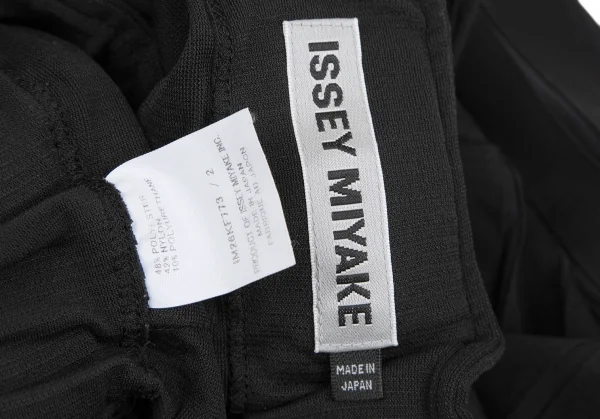 ISSEY MIYAKE
MADE IN
JAPAN
48% POLYESTER
42% NYLON
10% POLYURETHANE
IM28KF773 / 2
PRODUCT OF ISSEY MIYAKE INC.
MADE IN JAPAN
FABRIQUE AU JAPON